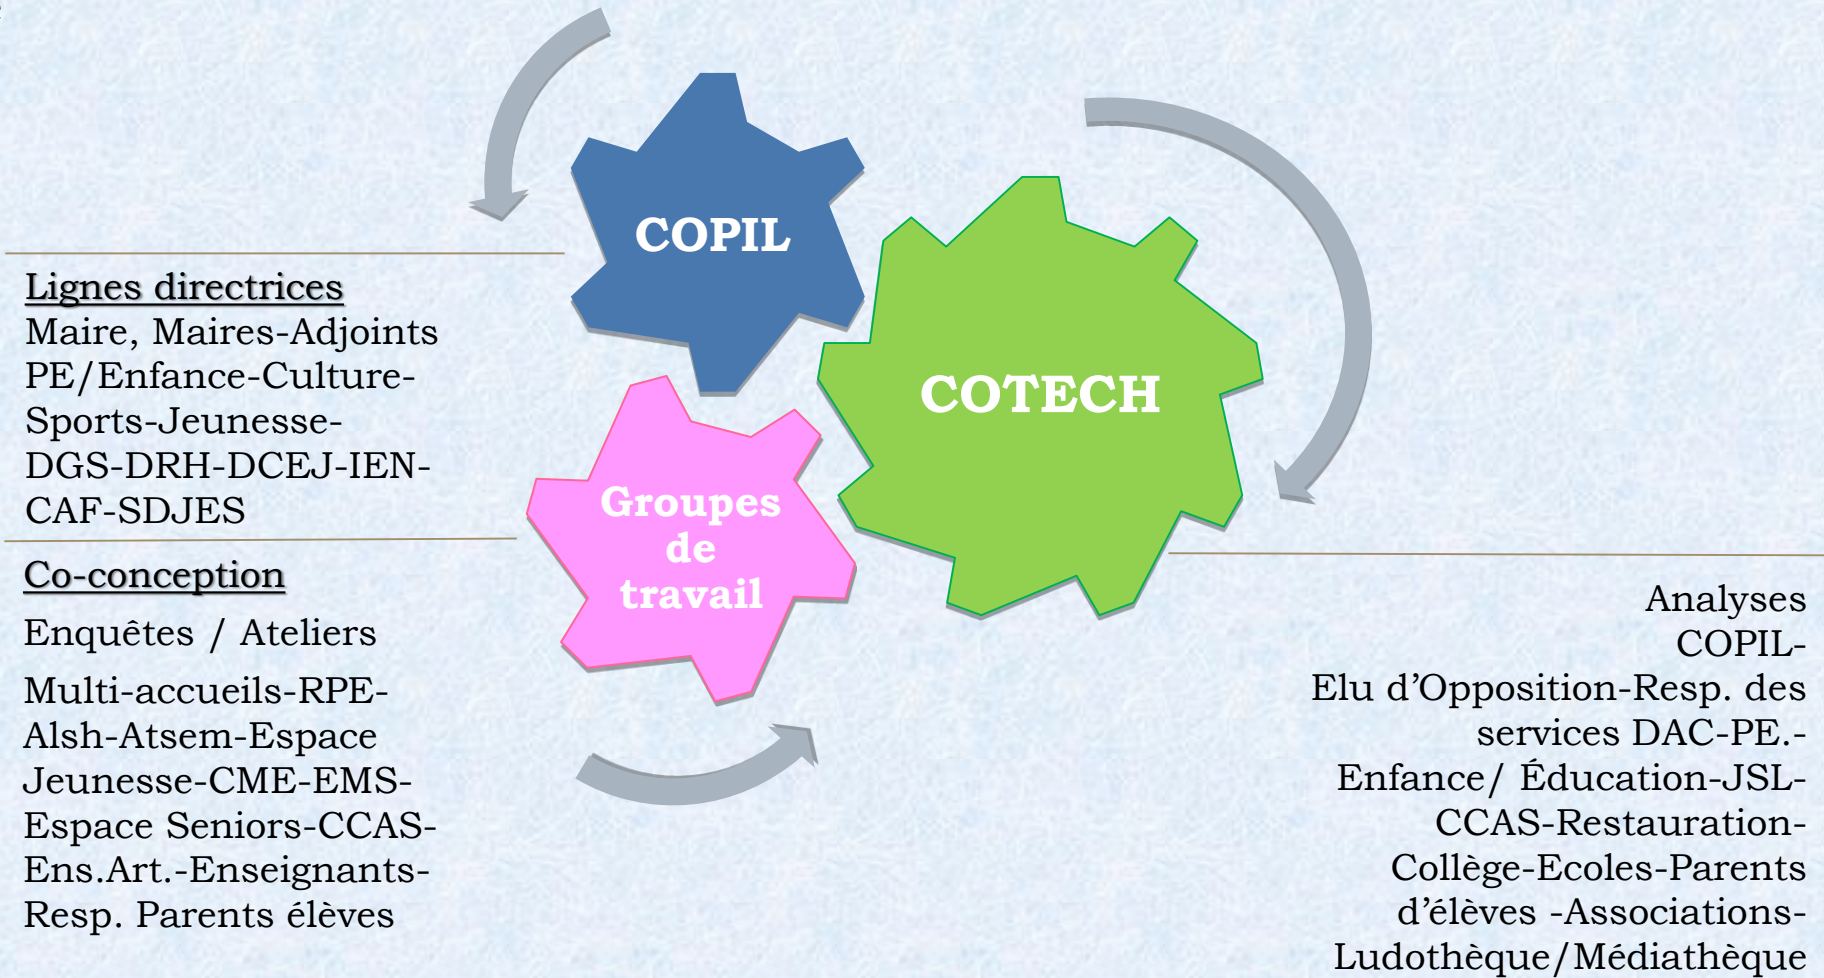 COPIL
COTECH
Groupes
de
travail
Lignes directrices
Maire, Maires-Adjoints
PE/Enfance-Culture-
Sports-Jeunesse-
DGS-DRH-DCEJ-IEN-
CAF-SDJES
Co-conception
Enquêtes / Ateliers
Multi-accueils-RPE-
Alsh-Atsem-Espace
Jeunesse-CME-EMS-
Espace Seniors-CCAS-
Ens.Art.-Enseignants-
Resp. Parents élèves
Analyses
COPIL-
Elu d’Opposition-Resp. des
services DAC-PE.-
Enfance/ Éducation-JSL-
CCAS-Restauration-
Collège-Ecoles-Parents
d’élèves -Associations-
Ludothèque/Médiathèque